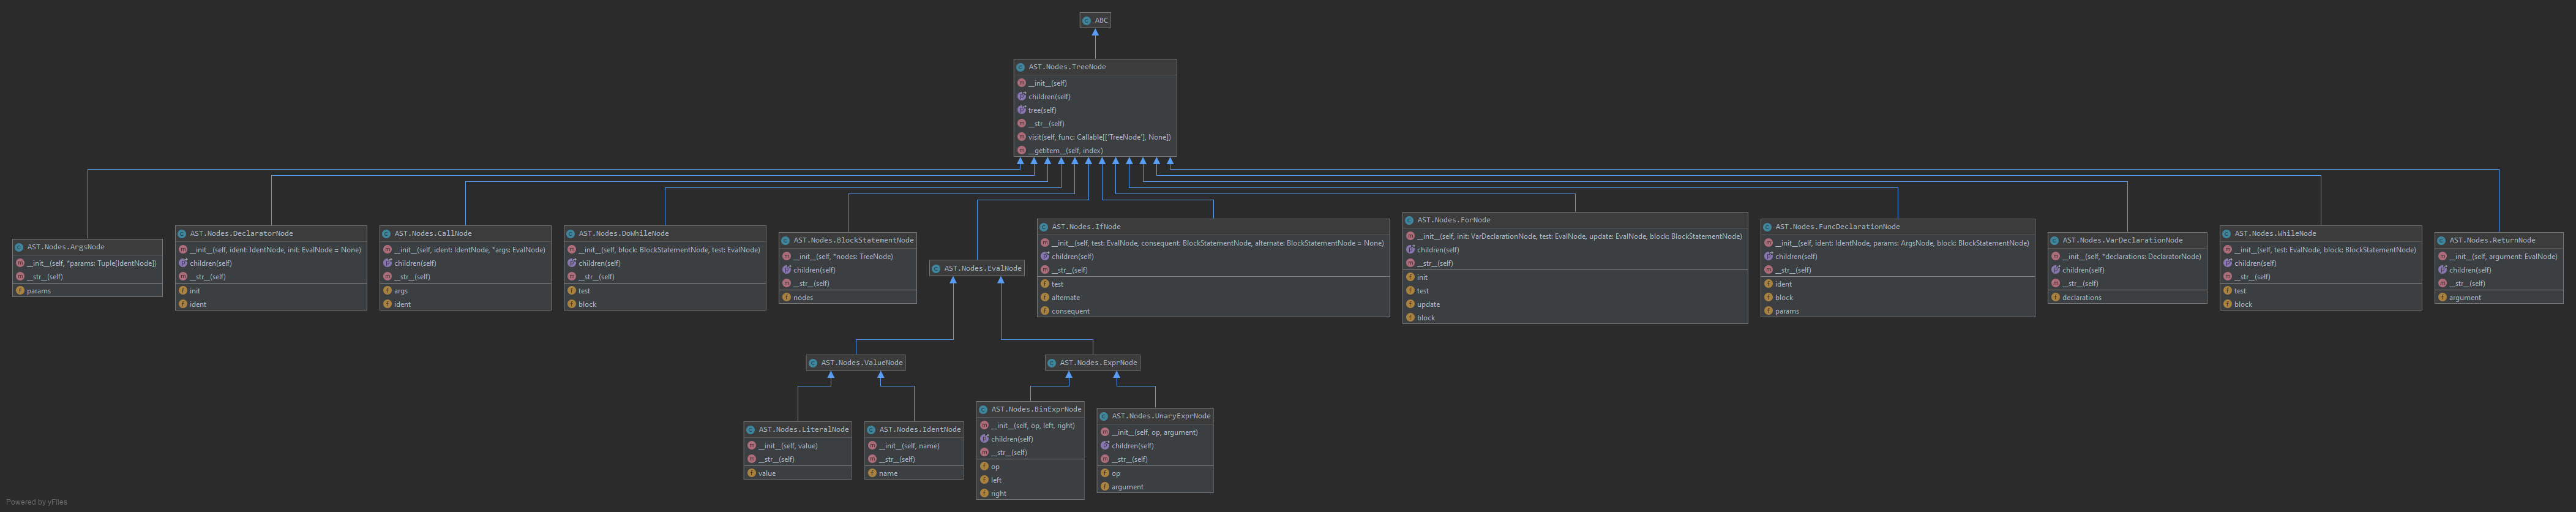 ABC
AST.Nodes.TreeNode
__init__(self)
children(self)
tree(self)
__str__(self)
visit(self, func: Callable[['TreeNode'], None])
__getitem__(self, index)
AST.Nodes.ArgsNode
__init__(self, *params: Tuple[IdentNode])
__str__(self)
params
AST.Nodes.DeclaratorNode
__init__(self, ident: IdentNode, init: EvalNode = None)
children(self)
__str__(self)
init
ident
AST.Nodes.CallNode
__init__(self, ident: IdentNode, *args: EvalNode)
children(self)
__str__(self)
args
ident
AST.Nodes.DoWhileNode
__init__(self, block: BlockStatementNode, test: EvalNode)
children(self)
__str__(self)
test
block
AST.Nodes.BlockStatementNode
__init__(self, *nodes: TreeNode)
children(self)
__str__(self)
nodes
AST.Nodes.EvalNode
AST.Nodes.IfNode
__init__(self, test: EvalNode, consequent: BlockStatementNode, alternate: BlockStatementNode = None)
children(self)
__str__(self)
test
alternate
consequent
AST.Nodes.ForNode
__init__(self, init: VarDeclarationNode, test: EvalNode, update: EvalNode, block: BlockStatementNode)
children(self)
__str__(self)
init
test
update
block
AST.Nodes.FuncDeclarationNode
__init__(self, ident: IdentNode, params: ArgsNode, block: BlockStatementNode)
children(self)
__str__(self)
ident
block
params
AST.Nodes.VarDeclarationNode
__init__(self, *declarations: DeclaratorNode)
children(self)
__str__(self)
declarations
AST.Nodes.WhileNode
__init__(self, test: EvalNode, block: BlockStatementNode)
children(self)
__str__(self)
test
block
AST.Nodes.ReturnNode
__init__(self, argument: EvalNode)
children(self)
__str__(self)
argument
AST.Nodes.ValueNode
AST.Nodes.ExprNode
AST.Nodes.LiteralNode
__init__(self, value)
__str__(self)
value
AST.Nodes.IdentNode
__init__(self, name)
__str__(self)
name
AST.Nodes.BinExprNode
__init__(self, op, left, right)
children(self)
__str__(self)
op
left
right
AST.Nodes.UnaryExprNode
__init__(self, op, argument)
children(self)
__str__(self)
op
argument
Powered by yFiles